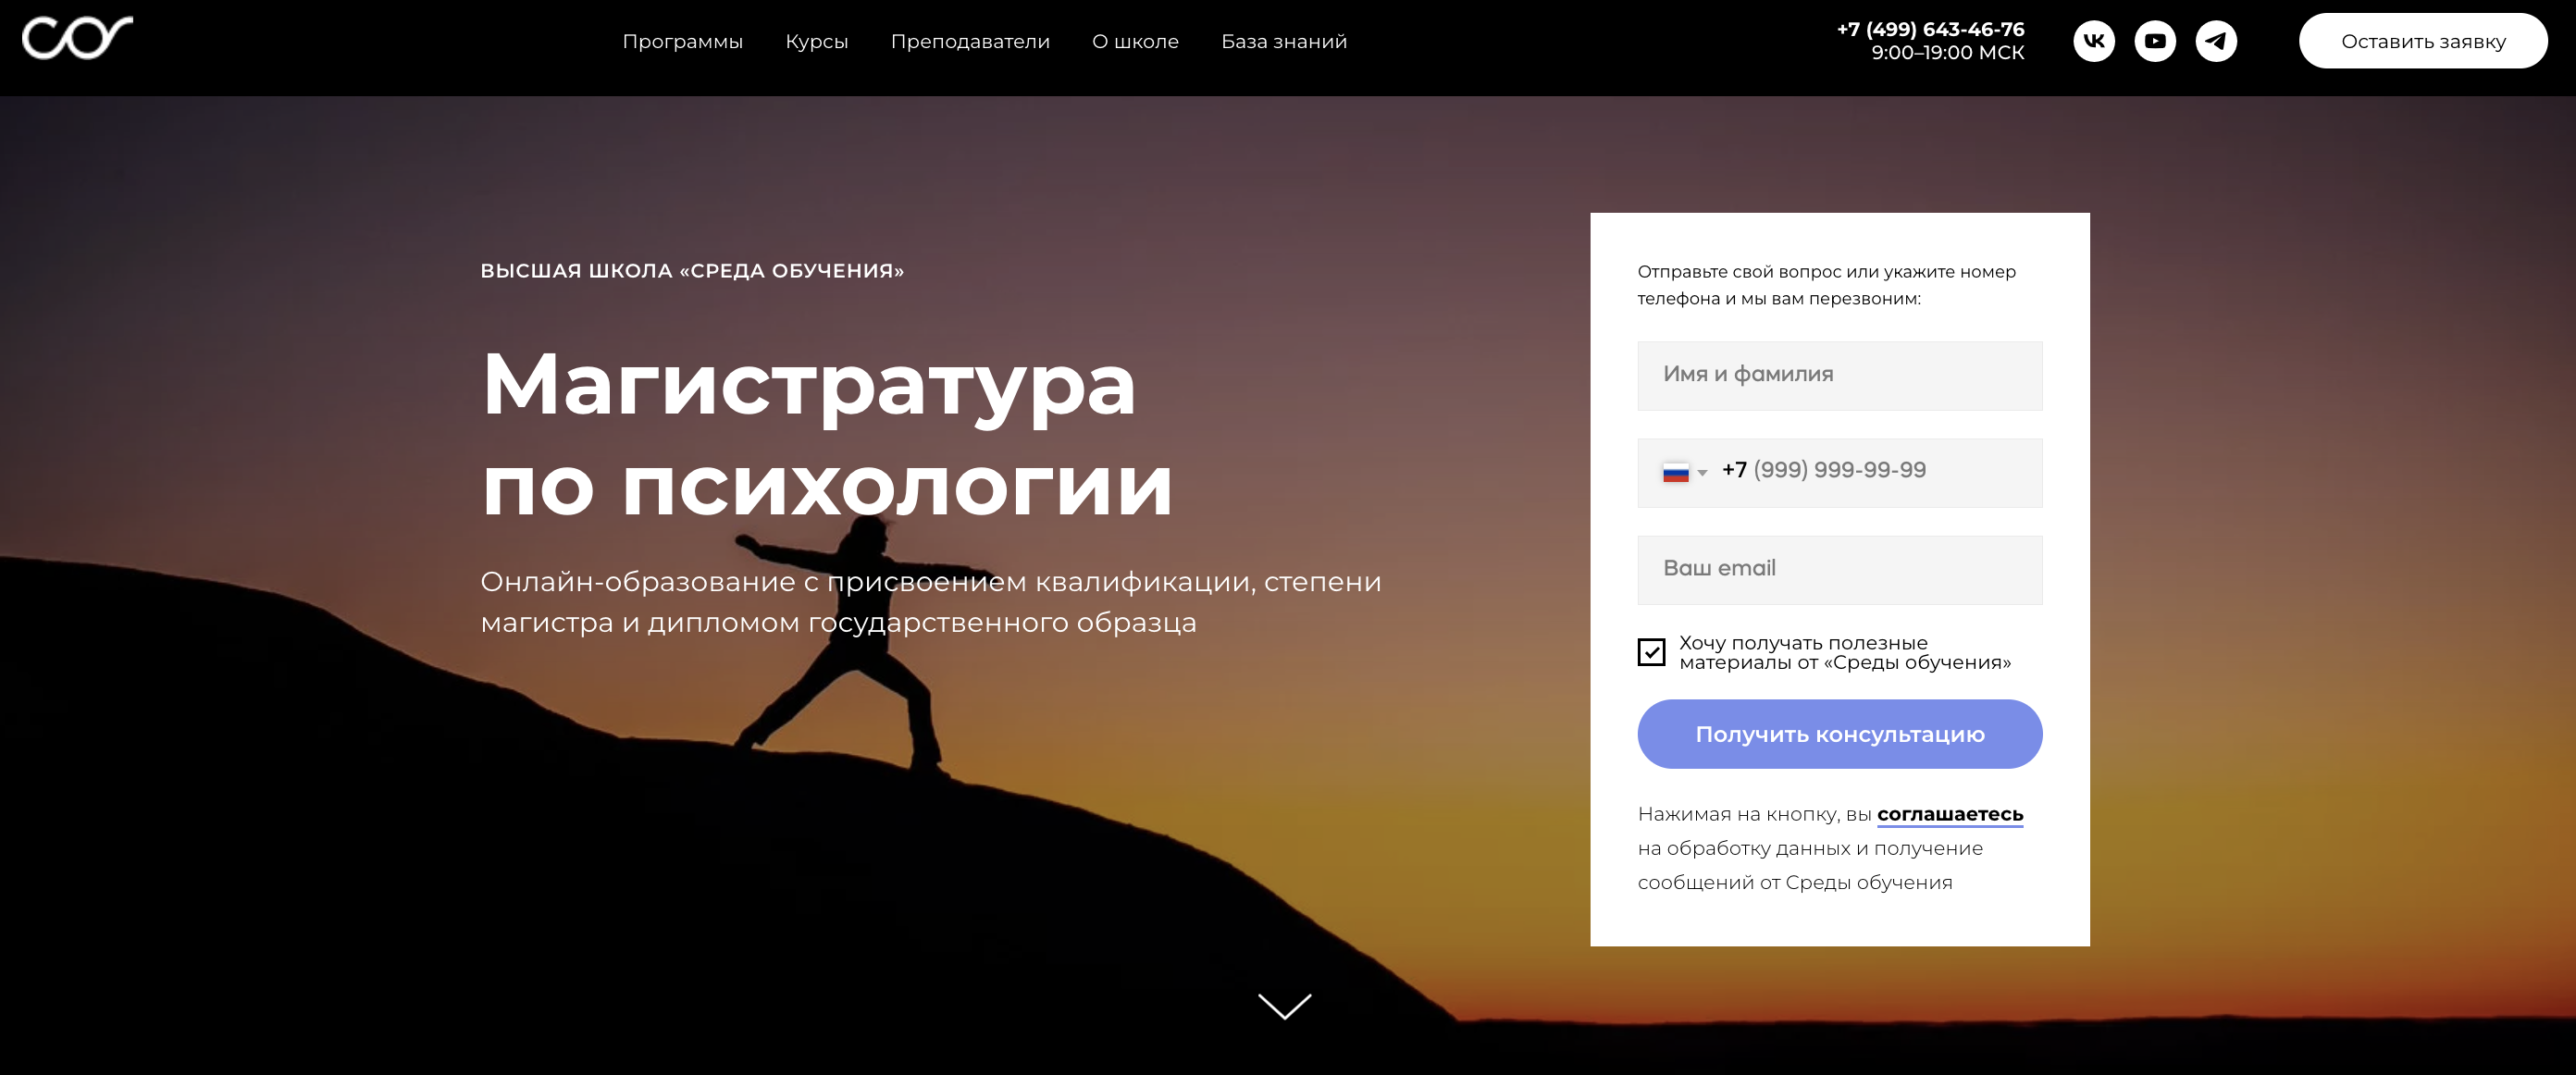 Программы Курсы Преподаватели О школе База знаний
+7 (499) 643-46-76
9:00–19:00 МСК
Оставить заявку
ВЫСШАЯ ШКОЛА «СРЕДА ОБУЧЕНИЯ»
Магистратура
по психологии
Онлайн-образование с присвоением квалификации, степени
магистра и дипломом государственного образца
Отправьте свой вопрос или укажите номер
телефона и мы вам перезвоним:
Имя и фамилия
+7 (999) 999-99-99
Ваш email
Хочу получать полезные
материалы от «Среды обучения»
Получить консультацию
Нажимая на кнопку, вы соглашаетесь
на обработку данных и получение
сообщений от Среды обучения